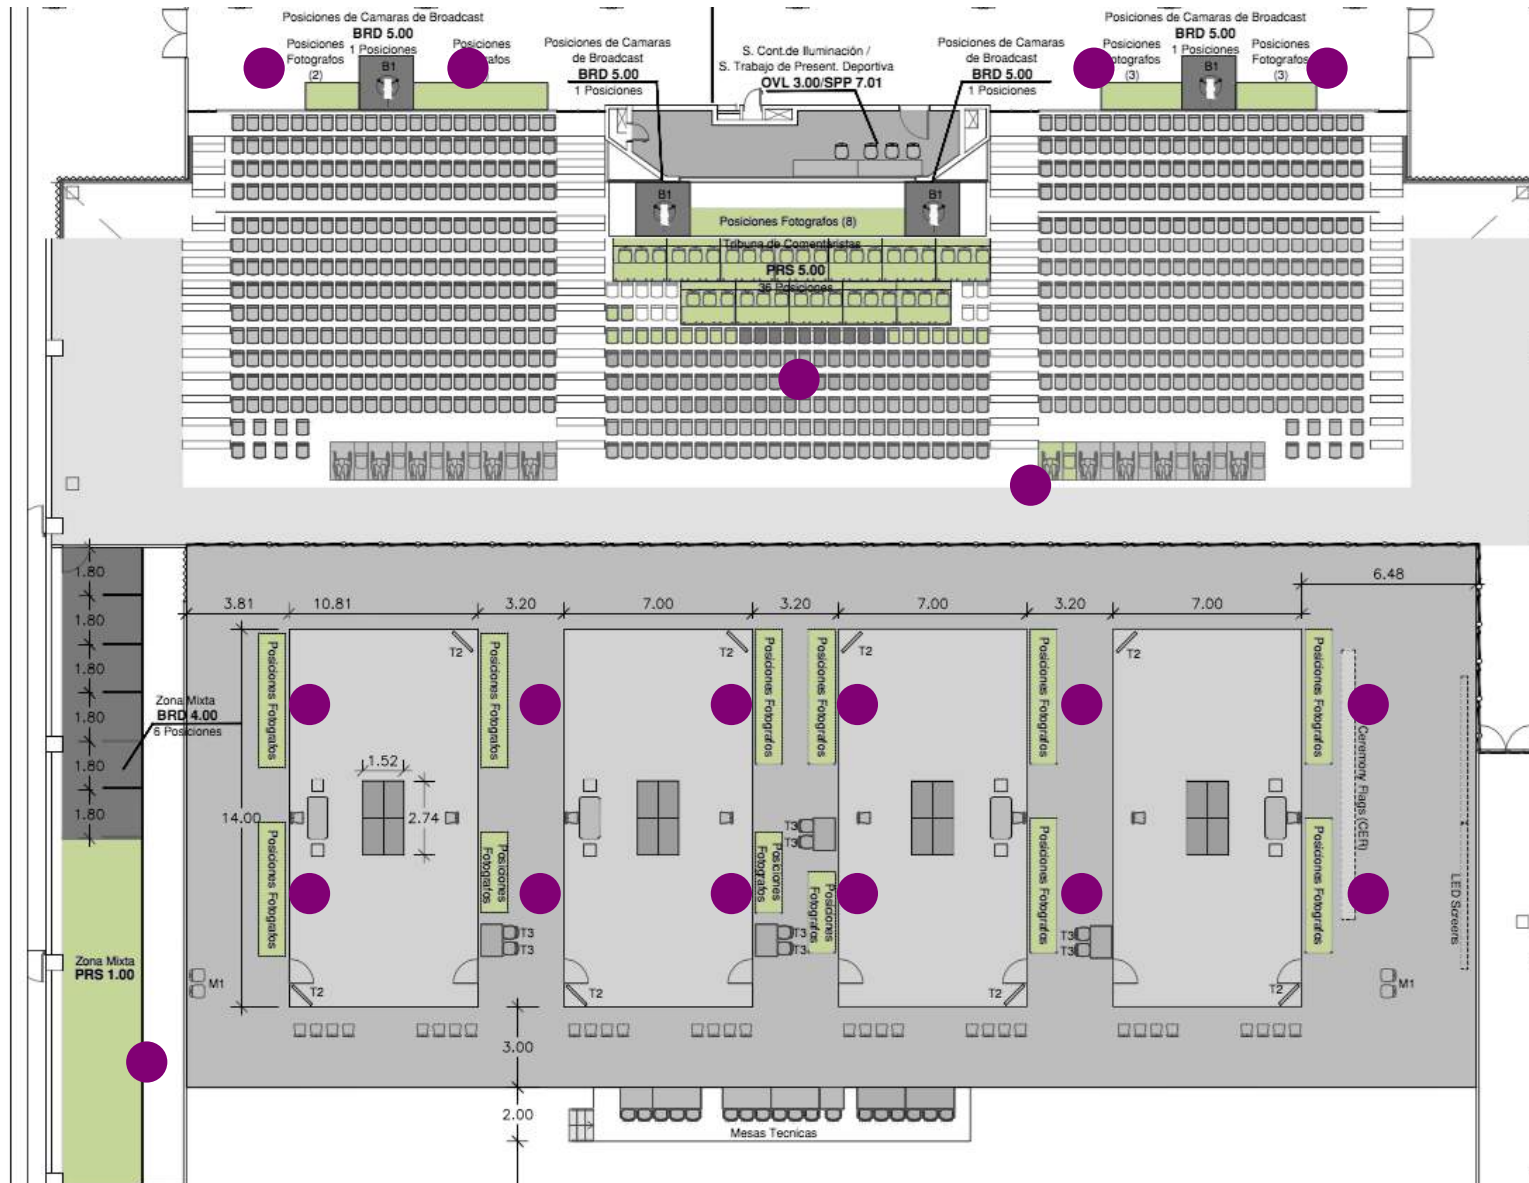 Posiciones de Camaras de Broadcast
BRD 5.00
1 Posiciones
Posiciones
Fotografos
(2)
Posiciones
B1
Posiciones de Camaras
de Broadcast
BRD 5.00
1 Posiciones
S. Cont.de Iluminación /
S. Trabajo de Present. Deportiva
OVL 3.00/SPP 7.01
Posiciones de Camaras
de Broadcast
BRD 5.00
1 Posiciones
Posiciones de Camaras de Broadcast
BRD 5.00
1 Posiciones
Posiciones
Fotografos
(3)
Posiciones
Fotografos
(3)
B1
B1
B1
Posiciones Fotografos (8)
Tribuna de Comentaristas
PRS 5.00
36 Posiciones
1.80
1.80
1.80
1.80
1.80
1.80
Zona Mixta
BRD 4.00
6 Posiciones
Zona Mixta
PRS 1.00
3.81
10.81
3.20
7.00
3.20
7.00
3.20
7.00
6.48
T2
T2
T2
T2
Posiciones Fotografos
Posiciones Fotografos
Posiciones Fotografos
Posiciones Fotografos
Posiciones Fotografos
Posiciones Fotografos
1.52
14.00
2.74
Ceremony Flags (CER)
LED Screens
Posiciones Fotografos
Posiciones
Fotografos
Posiciones
Fotografos
Posiciones
Fotografos
Posiciones Fotografos
Posiciones Fotografos
T3
T3
T3
T3
T3
T3
T3
T3
M1
M1
T2
T2
T2
T2
3.00
2.00
Mesas Tecnicas